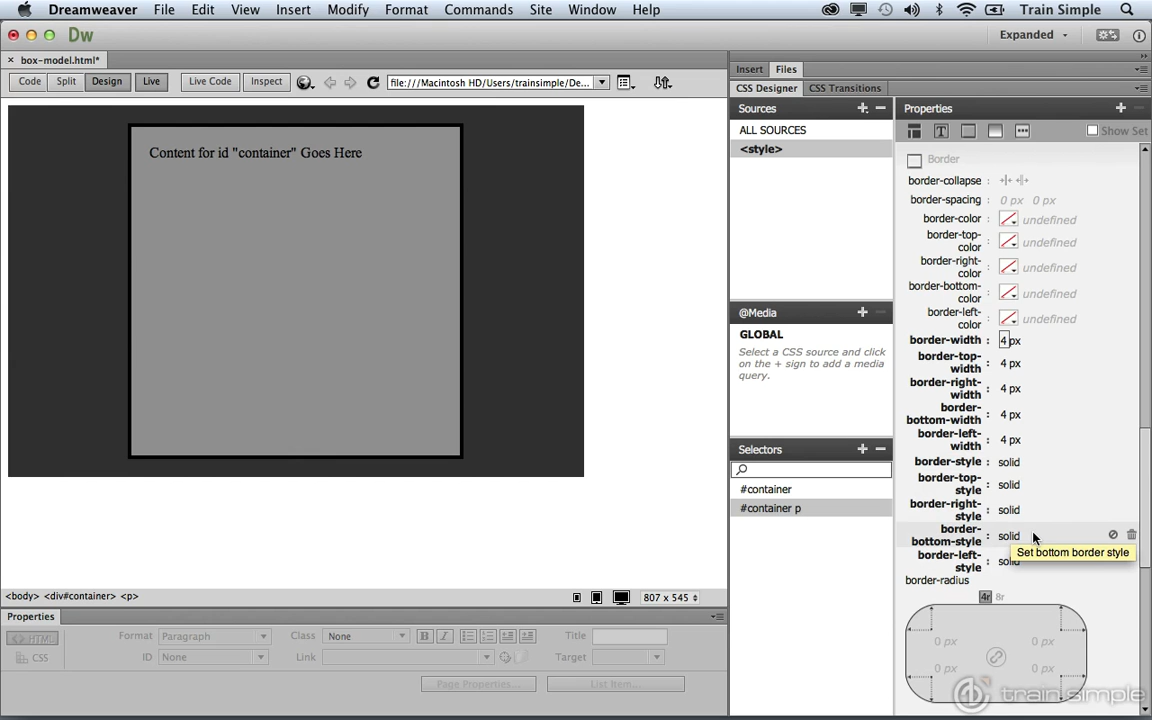 Dreamweaver File Edit View Insert Modify Format Commands Site Window Help Train Simple
Dw Expanded
× box-model.html* Insert Files
Code Split Design Live Live Code Inspect file:///Macintosh HD/Users/trainsimple/De...
CSS Designer CSS Transitions
Sources + −
ALL SOURCES
<style>
Content for id "container" Goes Here
@Media + −
GLOBAL
Select a CSS source and click
on the + sign to add a media
query.
Selectors + −
#container
#container p
Properties +
Show Set
Border
border-collapse :
border-spacing : 0 px 0 px
border-color : undefined
border-top-
color : undefined
border-right-
color : undefined
border-bottom-
color : undefined
border-left-
color : undefined
border-width : 4 px
border-top-
width : 4 px
border-right-
width : 4 px
border-
bottom-width : 4 px
border-left-
width : 4 px
border-style : solid
border-top-
style : solid
border-right-
style : solid
border-
bottom-style : solid
Set bottom border style
border-left-
style : solid
border-radius
4r 8r
0 px 0 px
0 px 0 px
<body> <div#container> <p> 807 x 545
Properties
<> HTML Format Paragraph Class None B I Title
CSS ID None Link Target
Page Properties... List Item...
train simple